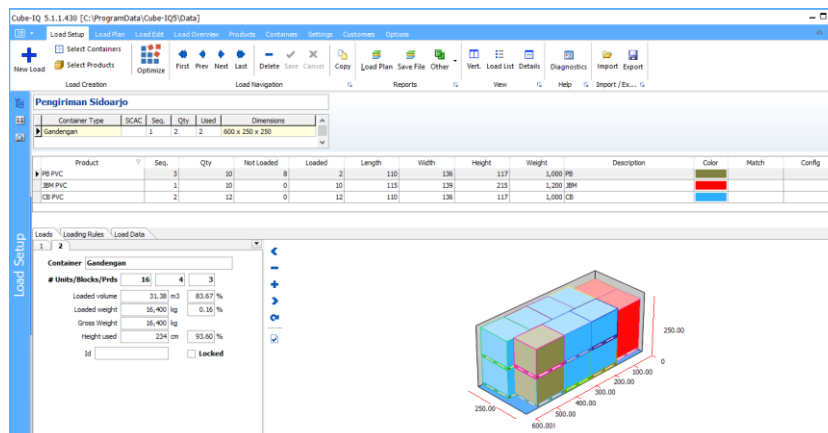 Cube-IQ 5.1.1.430 [C:\ProgramData\Cube-IQ5\Data]
Load Setup Load Plan Load Edit Load Overview Products Containers Settings Customers Options
New Load Select Containers Select Products Optimize First Prev Next Last Delete Save Cancel Copy Load Plan Save File Other Vert. Load List Details Diagnostics Import Export
Load Creation Load Navigation Reports View Help Import / Ex...
Pengiriman Sidoarjo
Container Type SCAC Seq. Qty Used Dimensions
Gandengan 1 2 2 600 x 250 x 250
Product Seq. Qty Not Loaded Loaded Length Width Height Weight Description Color Match Config
PB PVC 3 10 8 2 110 136 117 1,000 PB
JBM PVC 1 10 0 10 115 139 215 1,200 JBM
CB PVC 2 12 0 12 110 136 117 1,000 CB
Load Setup
Loads Loading Rules Load Data
1 2
Container Gandengan
# Units/Blocks/Prds 16 4 3
Loaded volume 31.38 m3 83.67 %
Loaded weight 16,400 kg 0.16 %
Gross Weight 16,400 kg
Height used 234 cm 93.60 %
Id Locked
250.00
0
100.00
200.00
300.00
400.00
500.00
600.00
250.00